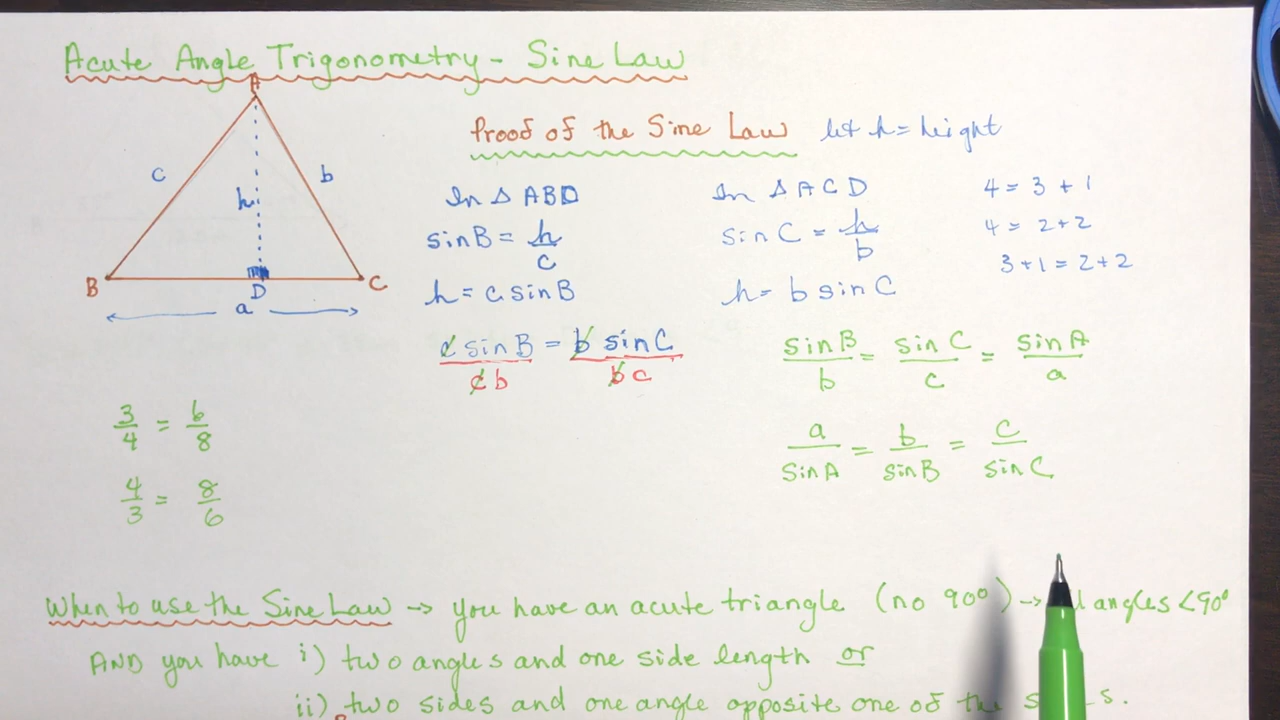 Acute Angle Trigonometry - Sine Law
A
Proof of the Sine Law let h = height
c
b
h
B
D
C
a
In Δ ABD
sin B = h/c
h = c sin B
In Δ ACD
sin C = h/b
h = b sin C
4 = 3 + 1
4 = 2 + 2
3 + 1 = 2 + 2
c sin B / c b = b sin C / b c
sin B / b = sin C / c = sin A / a
a / sin A = b / sin B = c / sin C
3/4 = 6/8
4/3 = 8/6
When to use the Sine Law → you have an acute triangle (no 90°) → angles < 90°
AND you have i) two angles and one side length or
ii) two sides and one angle opposite one of the